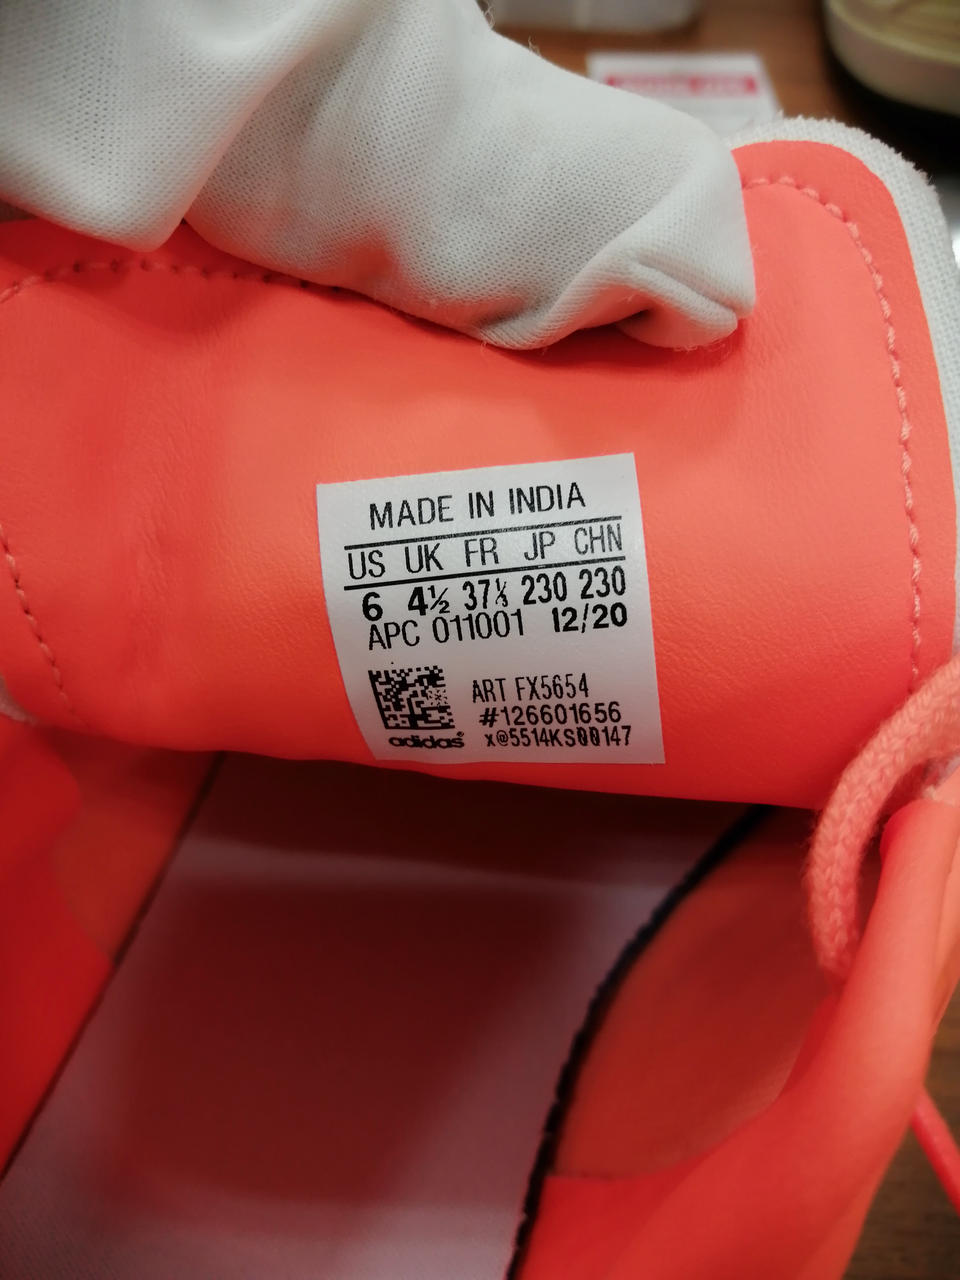 MADE IN INDIA
US UK FR JP CHN
6 4½ 37⅓ 230 230
APC 011001 12/20
ART FX5654
#126601656
adidas® x@5514KS00147